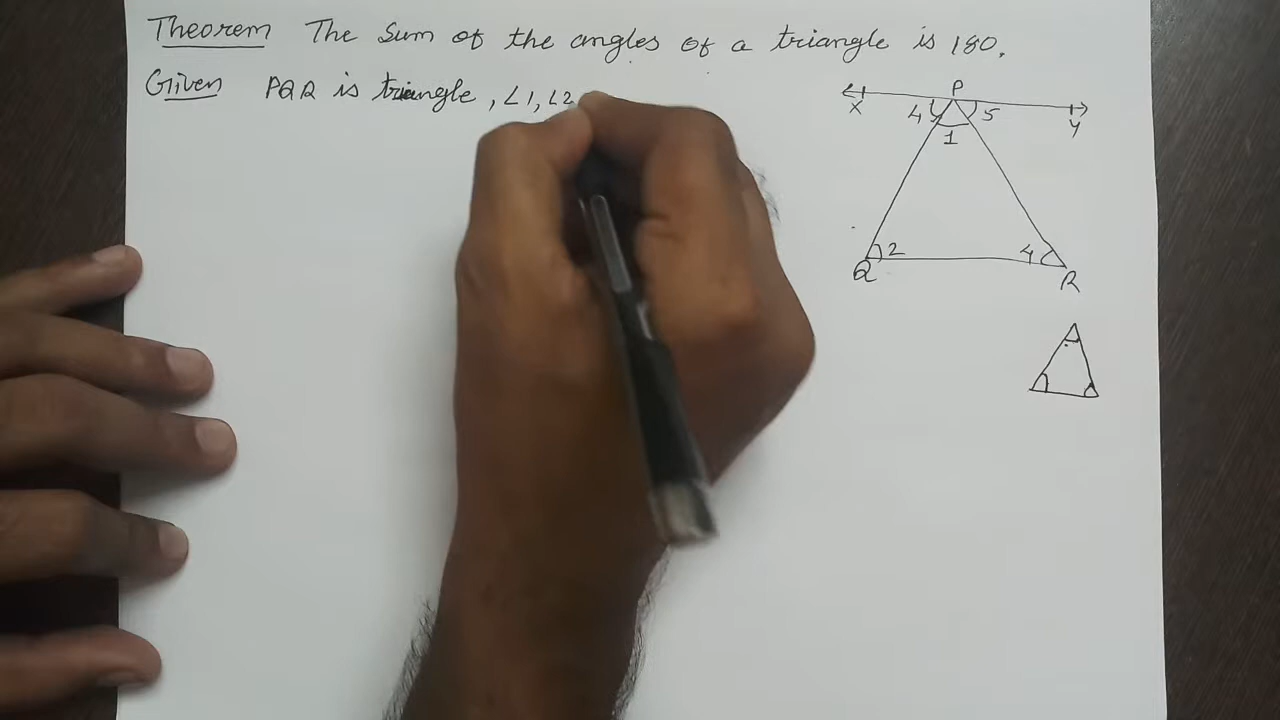 Theorem The Sum of the angles of a triangle is 180.
Given PQR is triangle, ∠1, ∠2
P
X 4 5 y
1
2 4
Q R